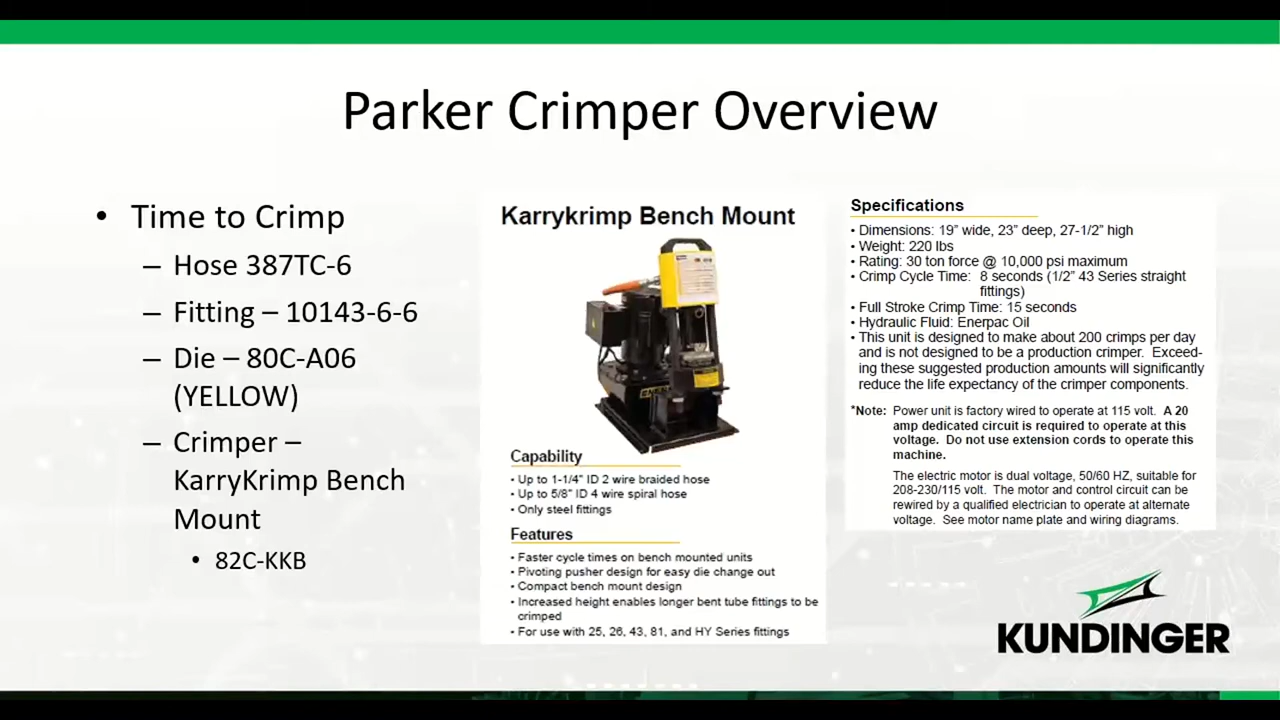 Parker Crimper Overview
• Time to Crimp
– Hose 387TC-6
– Fitting – 10143-6-6
– Die – 80C-A06
(YELLOW)
– Crimper –
KarryKrimp Bench
Mount
• 82C-KKB
Karrykrimp Bench Mount
Capability
• Up to 1-1/4" ID 2 wire braided hose
• Up to 5/8" ID 4 wire spiral hose
• Only steel fittings
Features
• Faster cycle times on bench mounted units
• Pivoting pusher design for easy die change out
• Compact bench mount design
• Increased height enables longer bent tube fittings to be
crimped
• For use with 25, 26, 43, 81, and HY Series fittings
Specifications
• Dimensions: 19" wide, 23" deep, 27-1/2" high
• Weight: 220 lbs
• Rating: 30 ton force @ 10,000 psi maximum
• Crimp Cycle Time: 8 seconds (1/2" 43 Series straight
fittings)
• Full Stroke Crimp Time: 15 seconds
• Hydraulic Fluid: Enerpac Oil
• This unit is designed to make about 200 crimps per day
and is not designed to be a production crimper. Exceed-
ing these suggested production amounts will significantly
reduce the life expectancy of the crimper components.
*Note: Power unit is factory wired to operate at 115 volt. A 20
amp dedicated circuit is required to operate at this
voltage. Do not use extension cords to operate this
machine.
The electric motor is dual voltage, 50/60 HZ, suitable for
208-230/115 volt. The motor and control circuit can be
rewired by a qualified electrician to operate at alternate
voltage. See motor name plate and wiring diagrams.
KUNDINGER